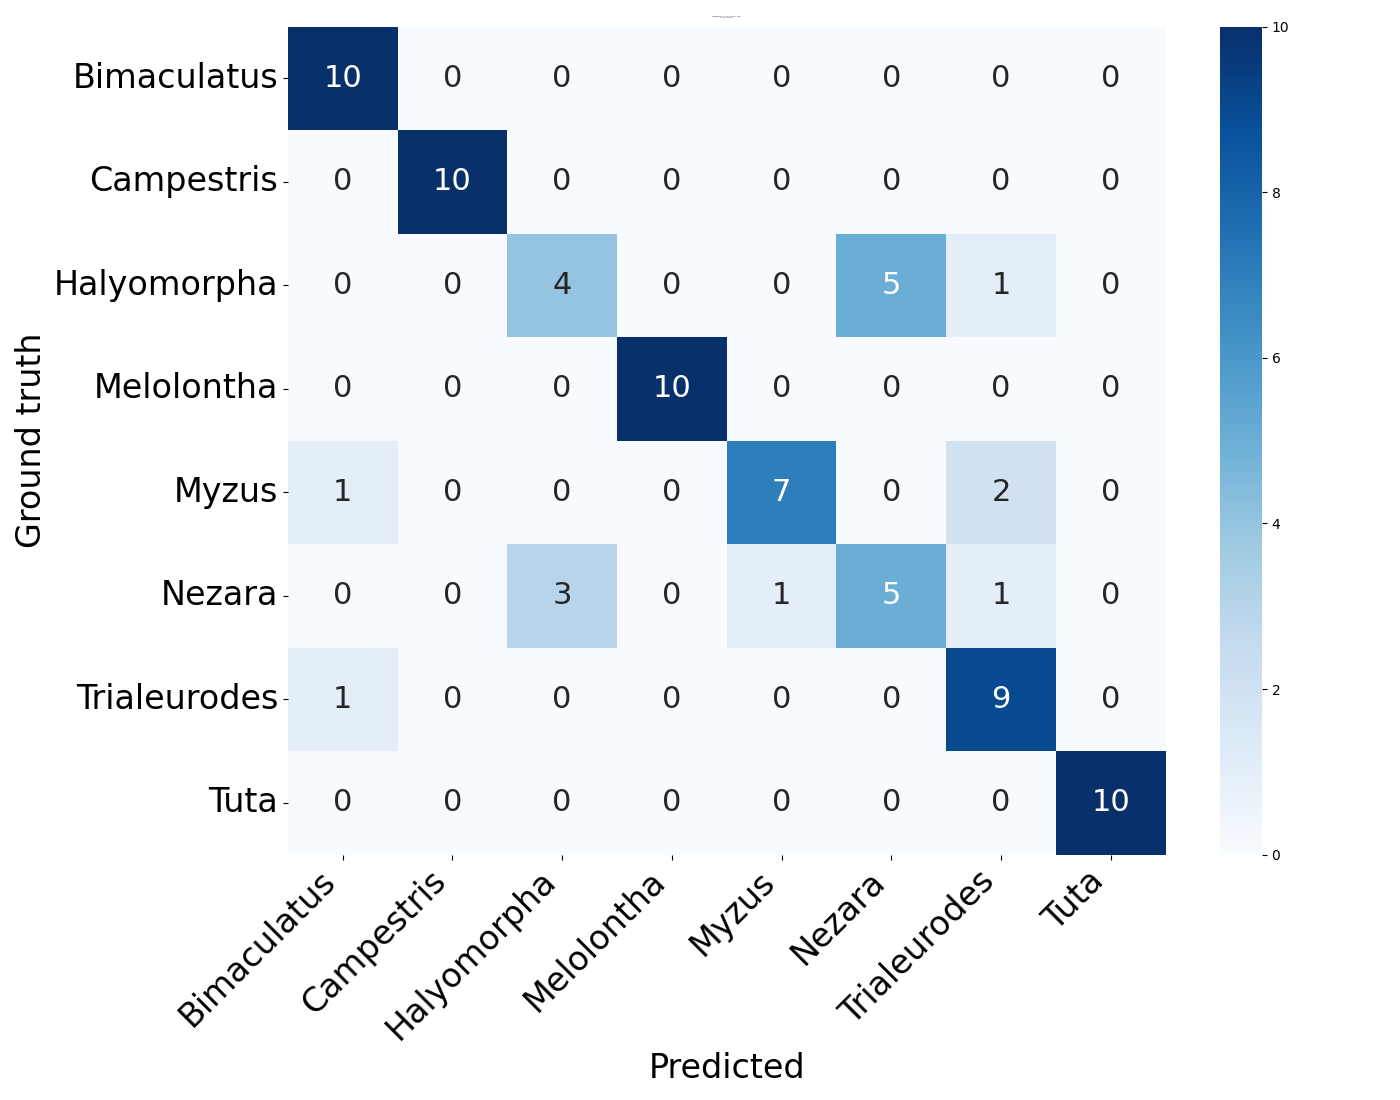 Bimaculatus 10 0 0 0 0 0 0 0
Campestris 0 10 0 0 0 0 0 0
Halyomorpha 0 0 4 0 0 5 1 0
Melolontha 0 0 0 10 0 0 0 0
Myzus 1 0 0 0 7 0 2 0
Nezara 0 0 3 0 1 5 1 0
Trialeurodes 1 0 0 0 0 0 9 0
Tuta 0 0 0 0 0 0 0 10
Ground truth
Bimaculatus Campestris Halyomorpha Melolontha Myzus Nezara Trialeurodes Tuta
Predicted
10
8
6
4
2
0